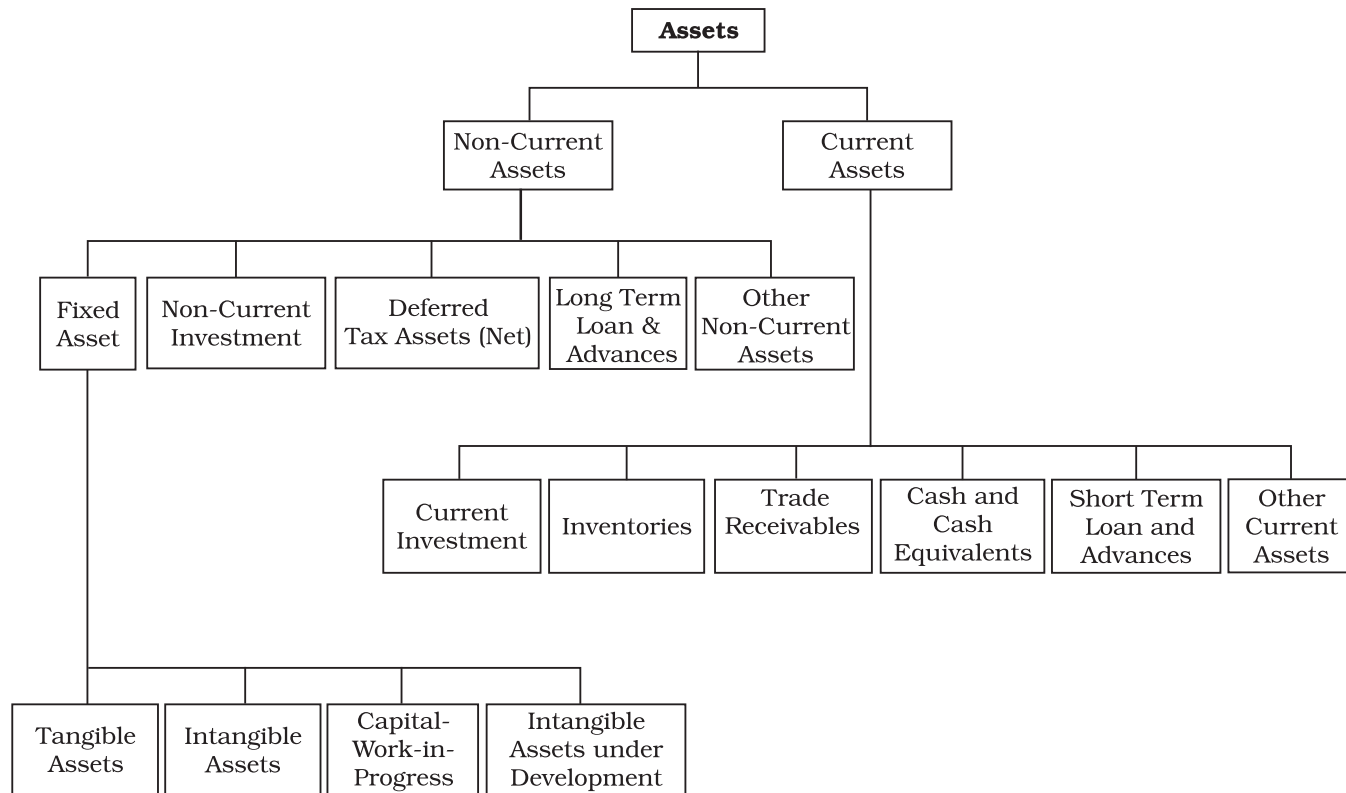 Assets
Non-Current
Assets
Current
Assets
Fixed
Asset
Non-Current
Investment
Deferred
Tax Assets (Net)
Long Term
Loan &
Advances
Other
Non-Current
Assets
Current
Investment
Inventories
Trade
Receivables
Cash and
Cash
Equivalents
Short Term
Loan and
Advances
Other
Current
Assets
Tangible
Assets
Intangible
Assets
Capital-
Work-in-
Progress
Intangible
Assets under
Development